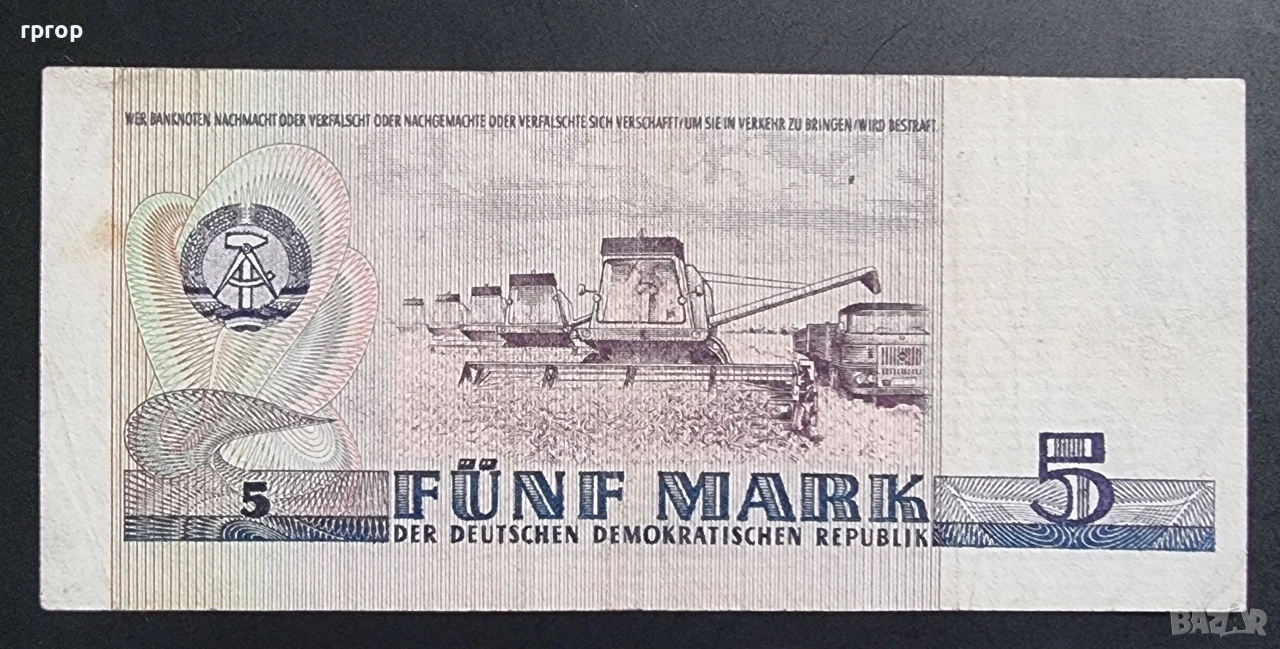 rprop
WER BANKNOTEN NACHMACHT ODER VERFÄLSCHT ODER NACHGEMACHTE ODER VERFÄLSCHTE SICH VERSCHAFFT/UM SIE IN VERKEHR ZU BRINGEN/WIRD BESTRAFT
5
FÜNF MARK
5
DER DEUTSCHEN DEMOKRATISCHEN REPUBLIK
BAZAR